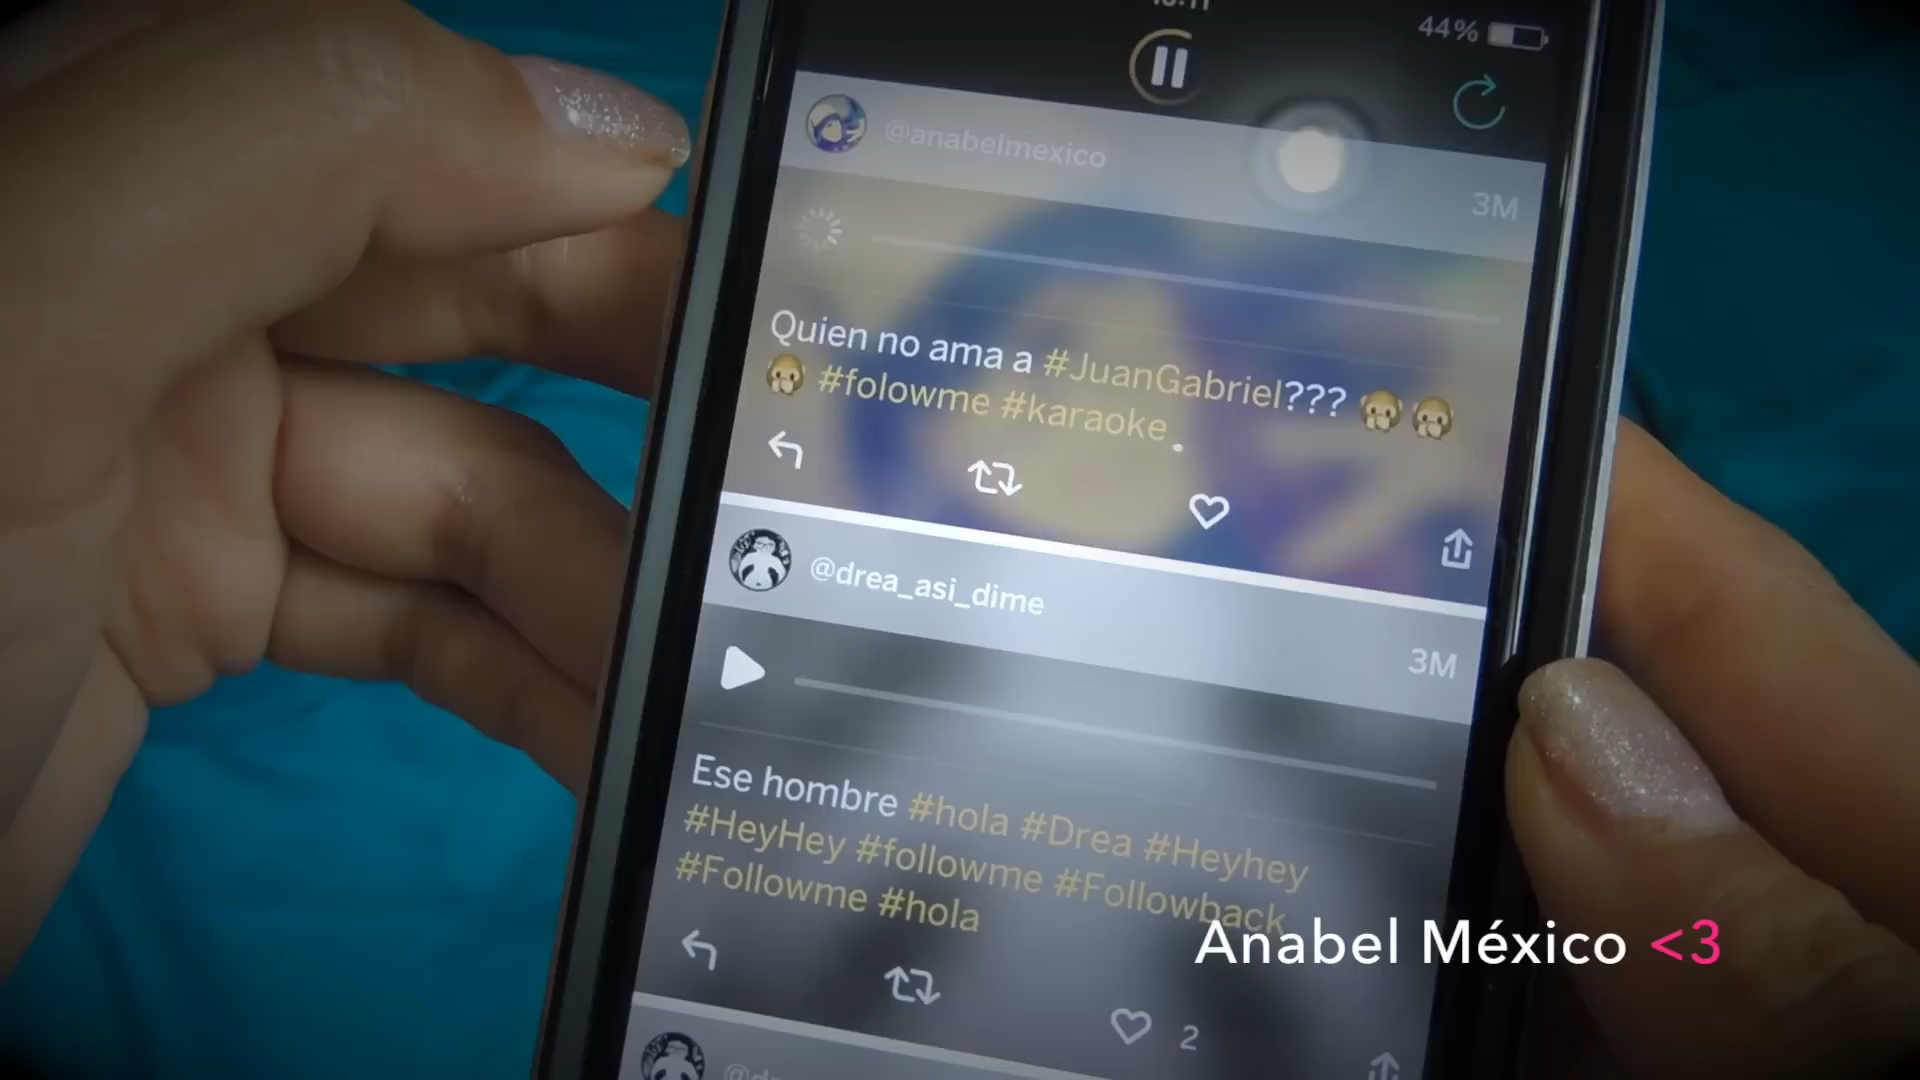 44%
@anabelmexico
3M
Quien no ama a #JuanGabriel???
#folowme #karaoke.
@drea_asi_dime
3M
Ese hombre #hola #Drea #Heyhey
#HeyHey #followme #Followback
#Followme #hola
Anabel México <3
2